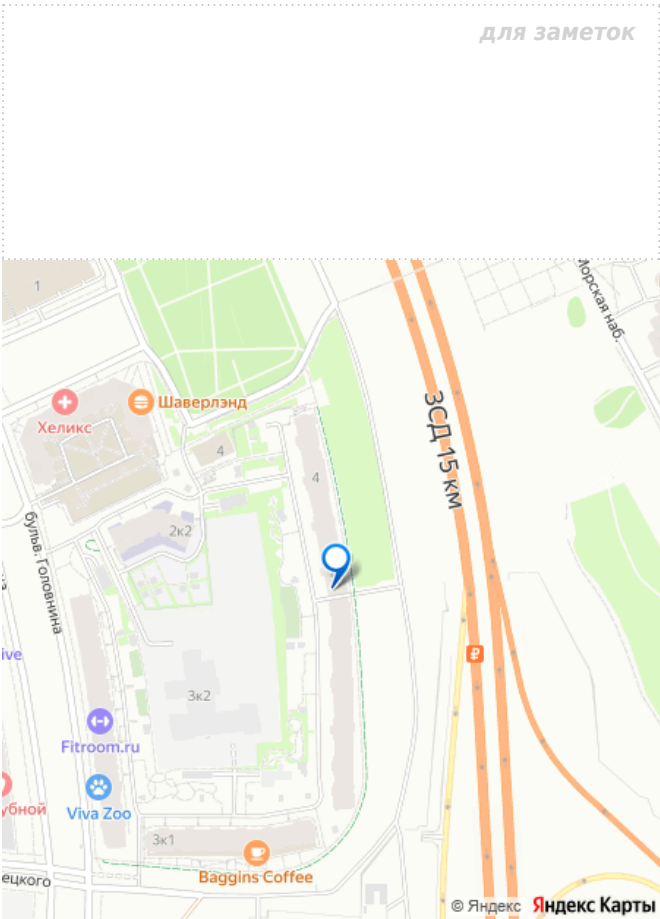 для заметок
Морская наб.
1
ЗСД 15 км
Шаверлэнд
Хеликс
4
4
2к2
бульв. Головнина
ive
3к2
Fitroom.ru
Viva Zoo
убной
3к1
Baggins Coffee
ецкого
© Яндекс Яндекс Карты